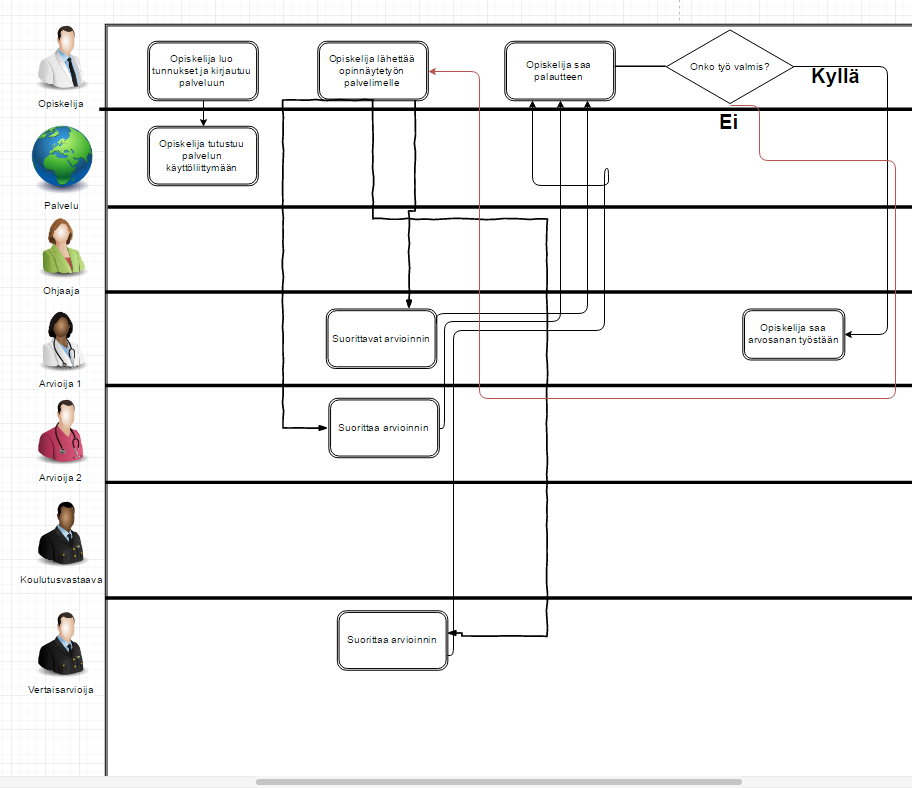 Opiskelija luo
tunnukset ja kirjautuu
palveluun
Opiskelija lähettää
opinnäytetyön
palvelimelle
Opiskelija saa
palautteen
Onko työ valmis?
Kyllä
Opiskelija
Ei
Opiskelija tutustuu
palvelun
käyttöliittymään
Palvelu
Ohjaaja
Suorittavat arvioinnin
Opiskelija saa
arvosanan työstään
Arvioija 1
Suorittaa arvioinnin
Arvioija 2
Koulutusvastaava
Suorittaa arvioinnin
Vertaisarvioija